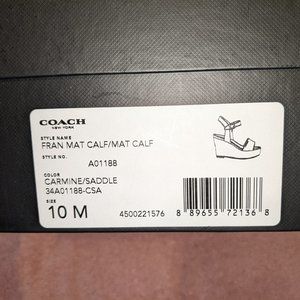 COACH
NEW YORK
STYLE NAME
FRAN MAT CALF/MAT CALF
STYLE NO.
A01188
COLOR
CARMINE/SADDLE
34A01188-CSA
SIZE
10 M
4500221576
8 89655 72136 8